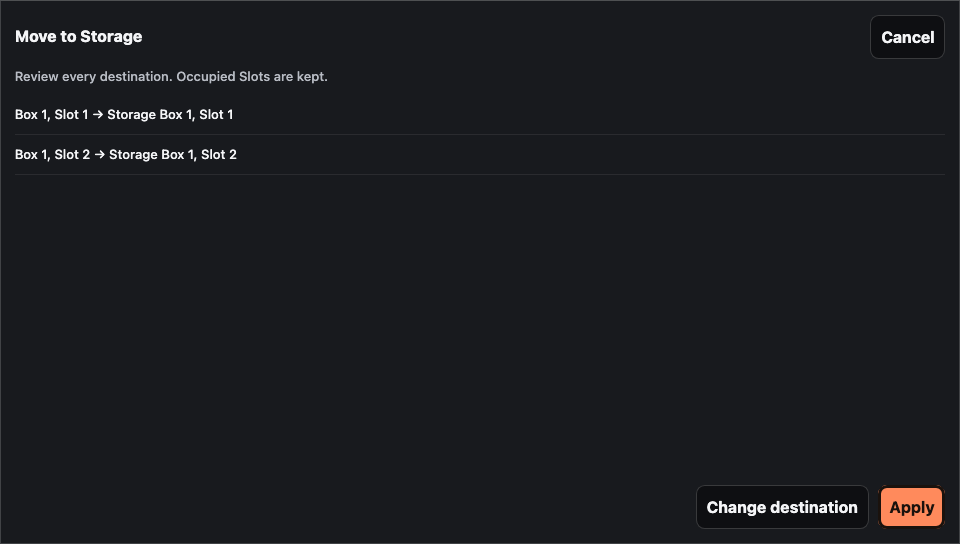 Move to Storage
Cancel
Review every destination. Occupied Slots are kept.
Box 1, Slot 1 → Storage Box 1, Slot 1
Box 1, Slot 2 → Storage Box 1, Slot 2
Change destination
Apply